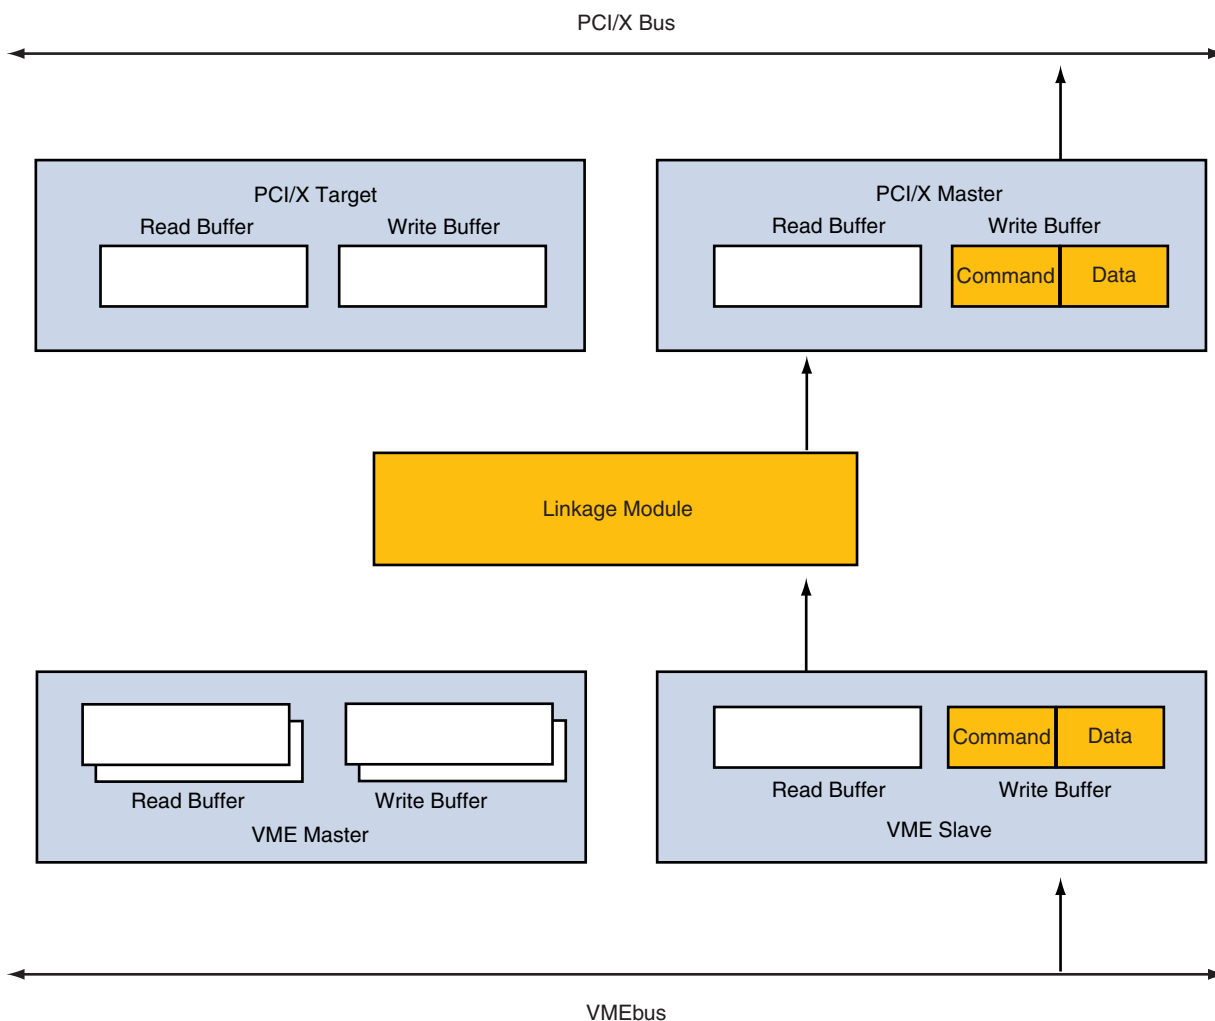 PCI/X Bus
PCI/X Target
Read Buffer
Write Buffer
PCI/X Master
Read Buffer
Write Buffer
Command
Data
Linkage Module
Read Buffer
Write Buffer
VME Master
Command
Data
Read Buffer
Write Buffer
VME Slave
VMEbus